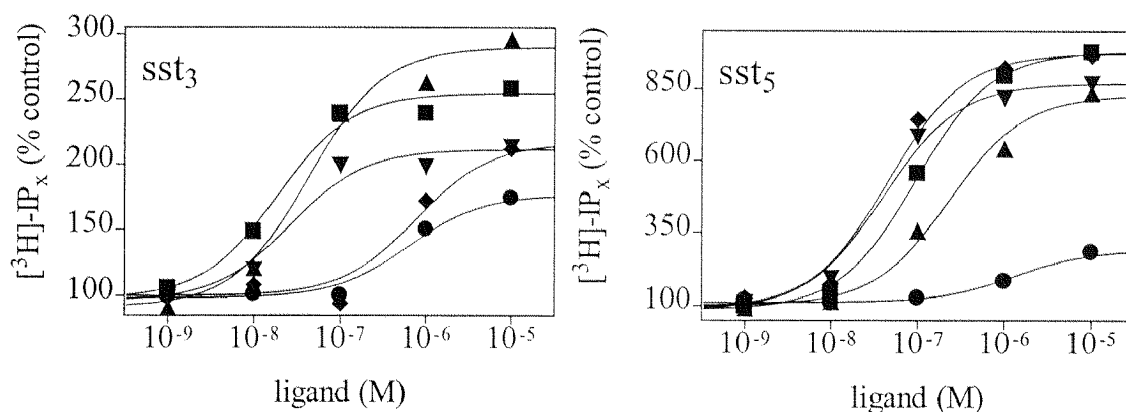 [³H]-IPₓ (% control)
300
250
200
150
100
sst₃
10⁻⁹ 10⁻⁸ 10⁻⁷ 10⁻⁶ 10⁻⁵
ligand (M)
[³H]-IPₓ (% control)
850
600
350
100
sst₅
10⁻⁹ 10⁻⁸ 10⁻⁷ 10⁻⁶ 10⁻⁵
ligand (M)